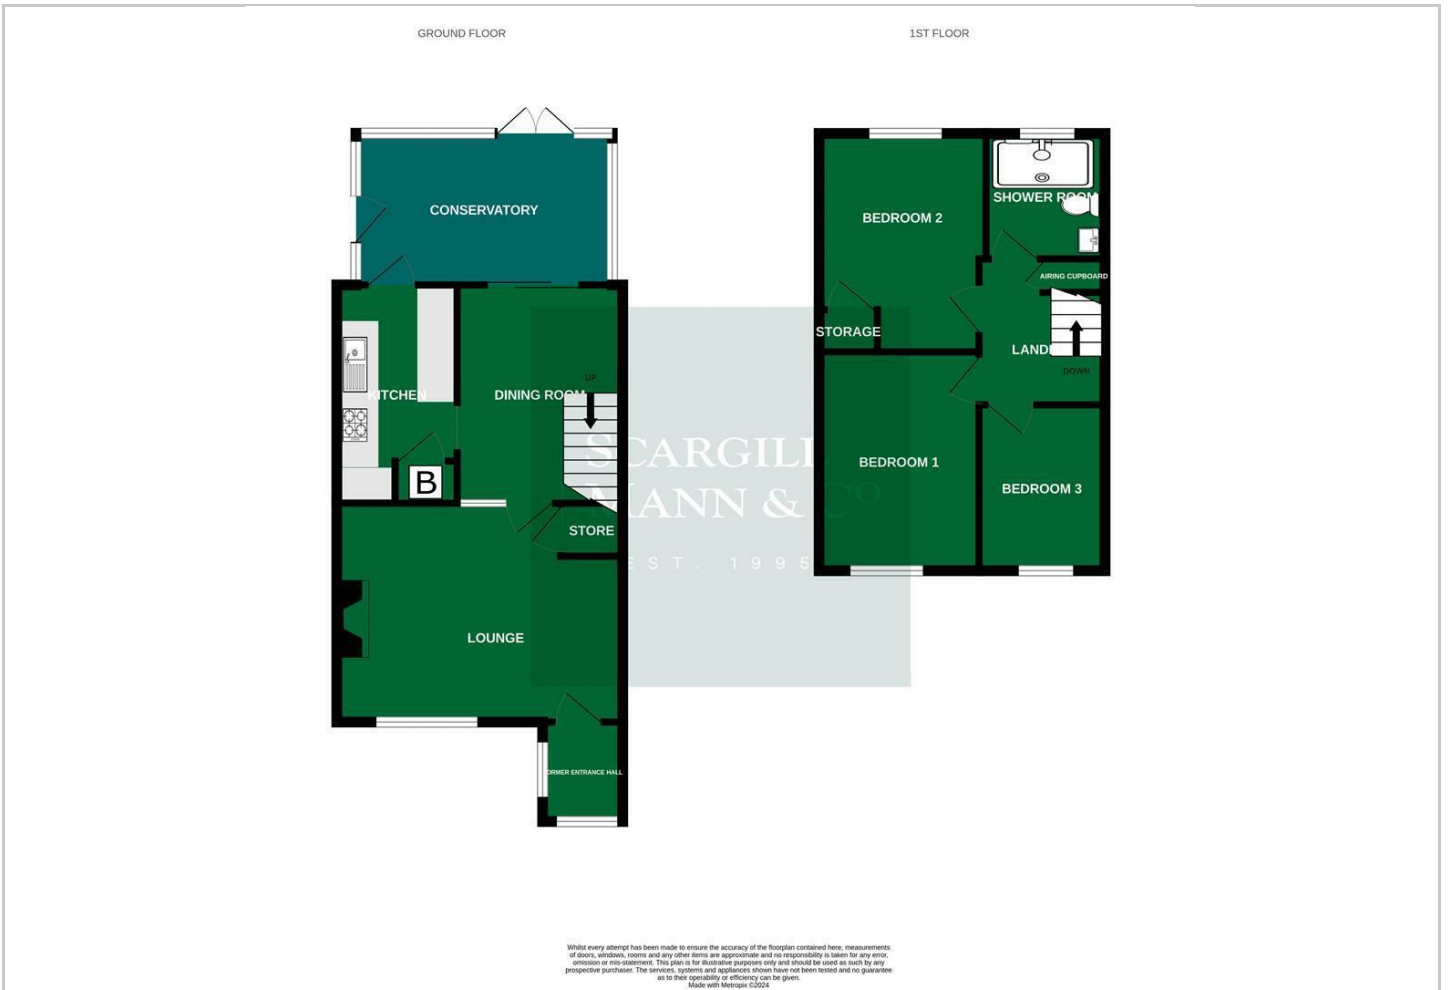 GROUND FLOOR
1ST FLOOR
CONSERVATORY
BEDROOM 2
SHOWER ROOM
AIRING CUPBOARD
STORAGE
LANDI
DOWN
UP
KITCHEN
DINING ROOM
B
BEDROOM 1
BEDROOM 3
SCARGILL
MANN & CO
EST. 1995
STORE
LOUNGE
ORMER ENTRANCE HALL
Whilst every attempt has been made to ensure the accuracy of the floorplan contained here, measurements
of doors, windows, rooms and any other items are approximate and no responsibility is taken for any error,
omission or mis-statement. This plan is for illustrative purposes only and should be used as such by any
prospective purchaser. The services, systems and appliances shown have not been tested and no guarantee
as to their operability or efficiency can be given.
Made with Metropix ©2024